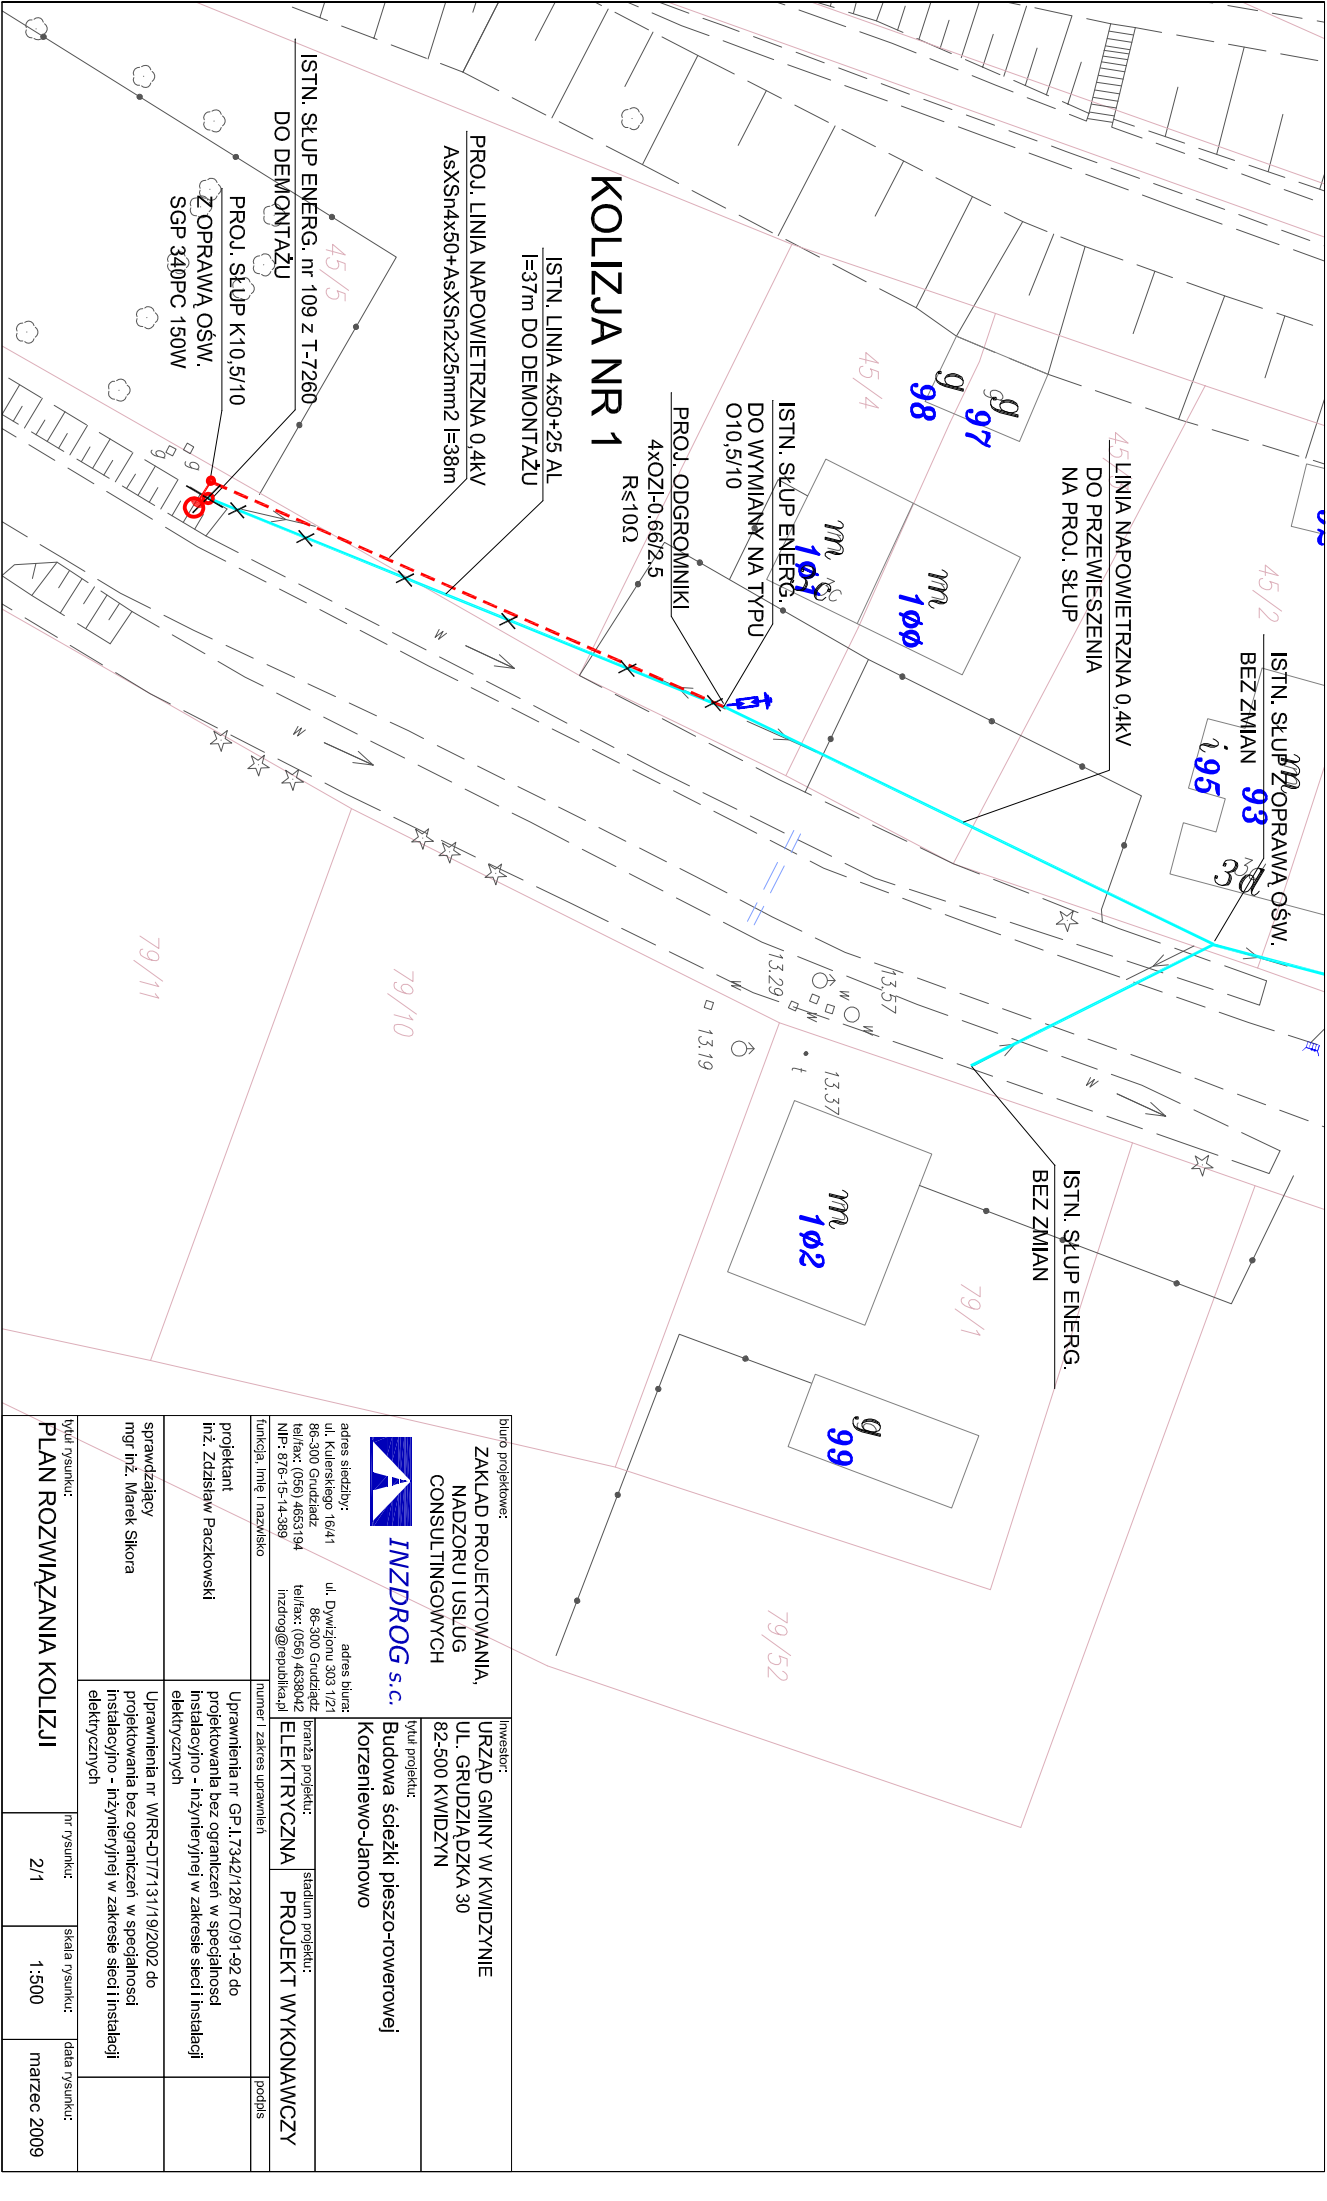 KOLIZJA NR 1
ISTN. SŁUP ENERG. nr 109 z T-7260
DO DEMONTAŻU
PROJ. SŁUP K10,5/10
Z OPRAWĄ OŚW.
SGP 340PC 150W
PROJ. LINIA NAPOWIETRZNA 0,4kV
AsXSn4x50+AsXSn2x25mm2 l=38m
ISTN. LINIA 4x50+25 AL
l=37m DO DEMONTAŻU
ISTN. SŁUP ENERG.
DO WYMIANY NA TYPU
O10,5/10
PROJ. ODGROMNIKI
4xOZI-0.66/2,5
R≤10Ω
LINIA NAPOWIETRZNA 0,4kV
DO PRZEWIESZENIA
NA PROJ. SŁUP
ISTN. SŁUP Z OPRAWĄ OŚW.
BEZ ZMIAN
ISTN. SŁUP ENERG.
BEZ ZMIAN
45/5
45/4
45/2
79/11
79/10
79/1
79/52
g
98
g
97
m
101
m
100
m
93
i
95
3d
m
102
g
99
g
g
w
w
w
w
w
w
w
t
13.57
13.29
13.19
13.37
biuro projektowe:
ZAKLAD PROJEKTOWANIA,
NADZORU I USLUG
CONSULTINGOWYCH
INZDROG s.c.
adres siedziby:
ul. Kulerskiego 16/41
86-300 Grudziadz
tel/fax: (056) 4653194
NIP: 876-15-14-389
adres biura:
ul. Dywizjonu 303 1/21
86-300 Grudziądz
tel/fax: (056) 4638042
inzdrog@republika.pl
inwestor:
URZĄD GMINY W KWIDZYNIE
UL. GRUDZIĄDZKA 30
82-500 KWIDZYN
tytuł projektu:
Budowa ścieżki pieszo-rowerowej
Korzeniewo-Janowo
branża projektu:
ELEKTRYCZNA
stadium projektu:
PROJEKT WYKONAWCZY
funkcja, imię i nazwisko
numer i zakres uprawnień
podpis
projektant
inż. Zdzisław Paczkowski
Uprawnienia nr GP.I.7342/128/TO/91-92 do
projektowania bez ograniczeń w specjalnosci
instalacyjno - inżynieryjnej w zakresie sieci i instalacji
elektrycznych
sprawdzający
mgr inż. Marek Sikora
Uprawnienia nr WRR-DT/7131/19/2002 do
projektowania bez ograniczeń w specjalnosci
instalacyjno - inżynieryjnej w zakresie sieci i instalacji
elektrycznych
tytuł rysunku:
PLAN ROZWIĄZANIA KOLIZJI
nr rysunku:
2/1
skala rysunku:
1:500
data rysunku:
marzec 2009